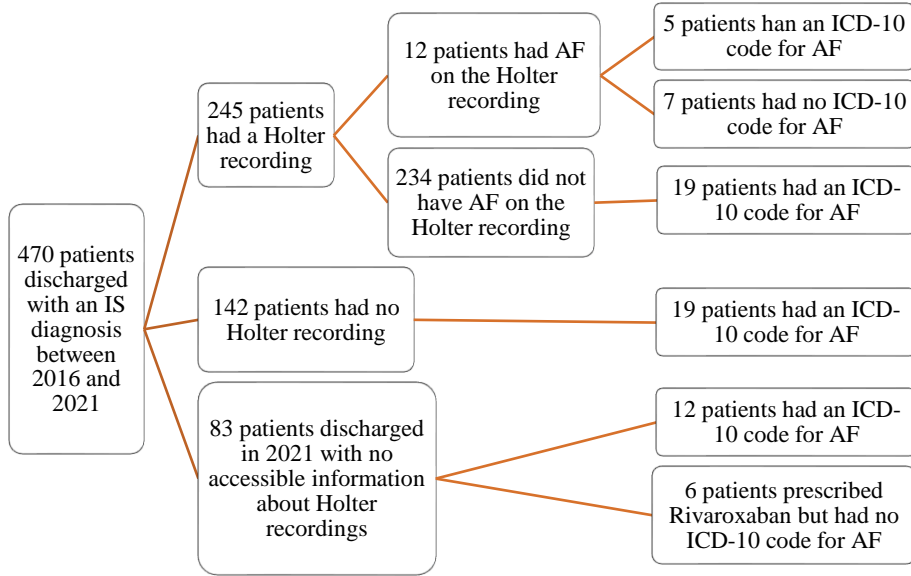 470 patients
discharged
with an IS
diagnosis
between
2016 and
2021
245 patients
had a Holter
recording
12 patients had AF
on the Holter
recording
5 patients han an ICD-10
code for AF
7 patients had no ICD-10
code for AF
234 patients did not
have AF on the
Holter recording
19 patients had an ICD-
10 code for AF
142 patients had no
Holter recording
19 patients had an ICD-
10 code for AF
83 patients discharged
in 2021 with no
accessible information
about Holter
recordings
12 patients had an ICD-
10 code for AF
6 patients prescribed
Rivaroxaban but had no
ICD-10 code for AF